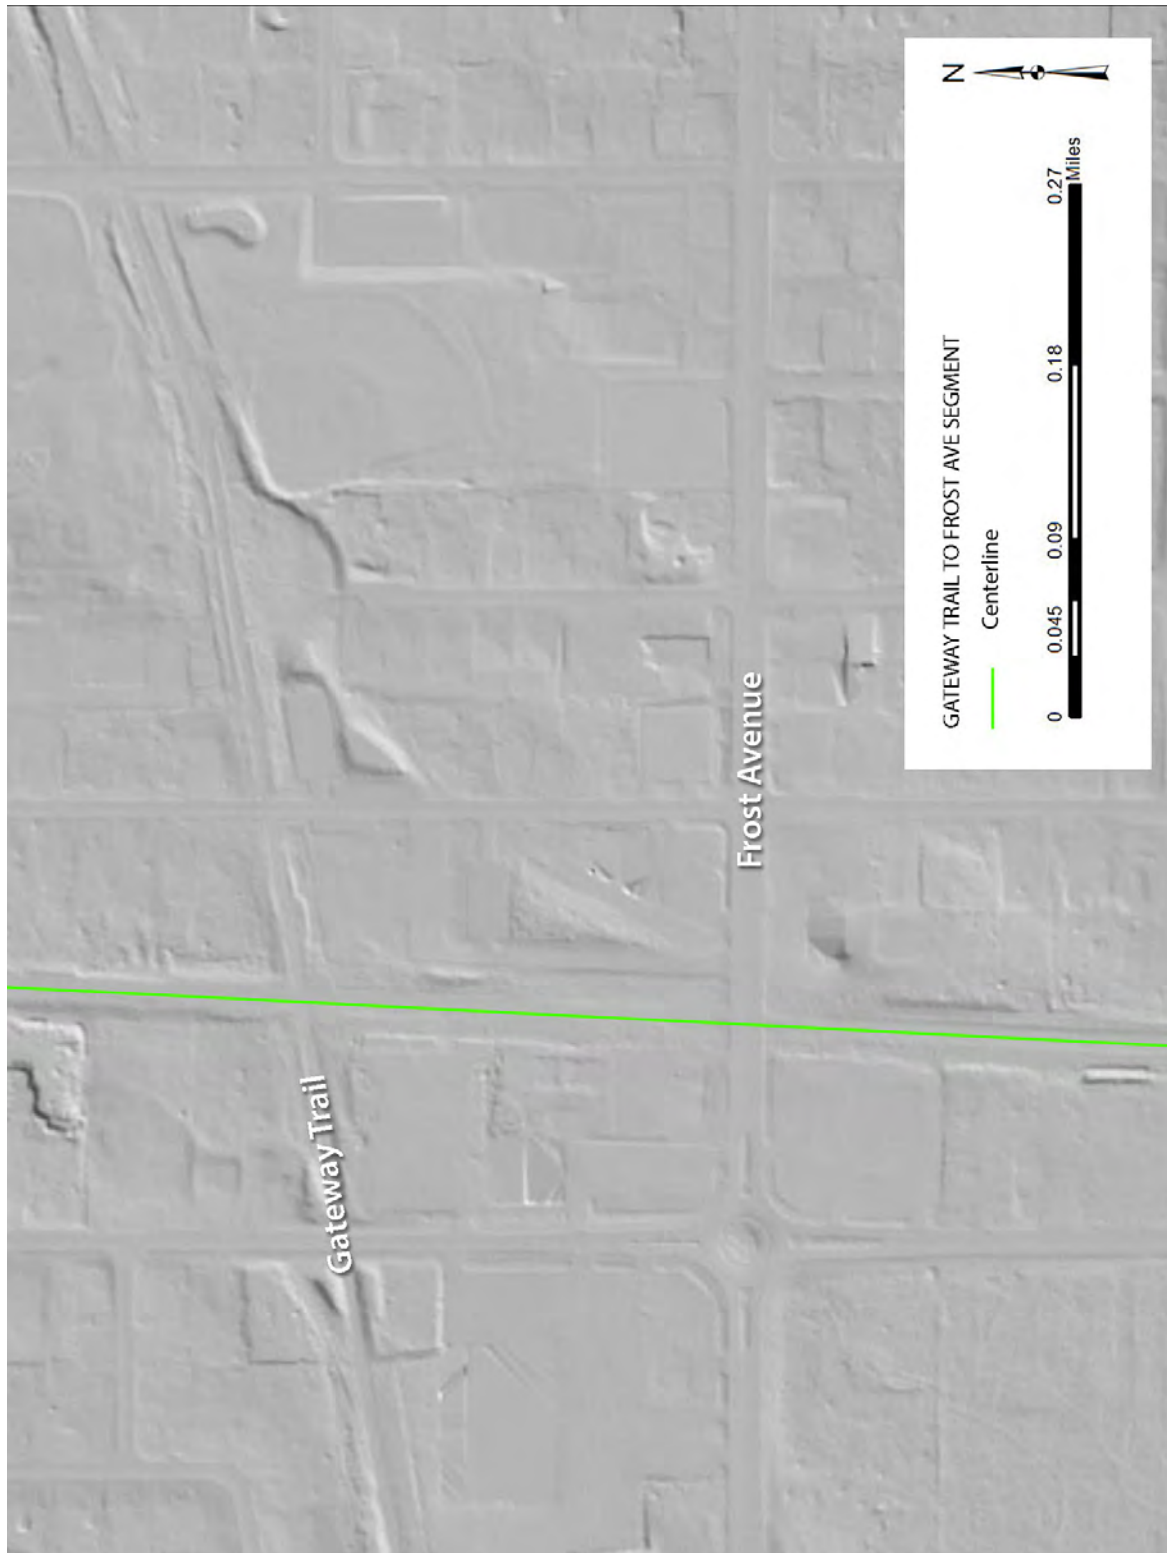 Gateway Trail
Frost Avenue
GATEWAY TRAIL TO FROST AVE SEGMENT
Centerline
0 0.045 0.09 0.18 0.27
Miles
N